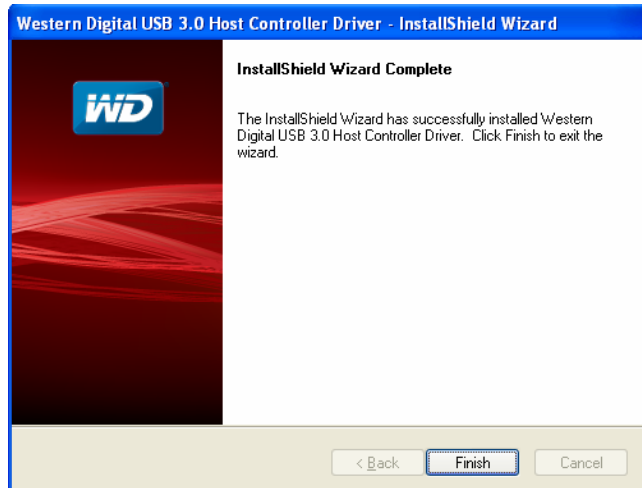 Western Digital USB 3.0 Host Controller Driver - InstallShield Wizard
WD
InstallShield Wizard Complete
The InstallShield Wizard has successfully installed Western
Digital USB 3.0 Host Controller Driver. Click Finish to exit the
wizard.
< Back
Finish
Cancel